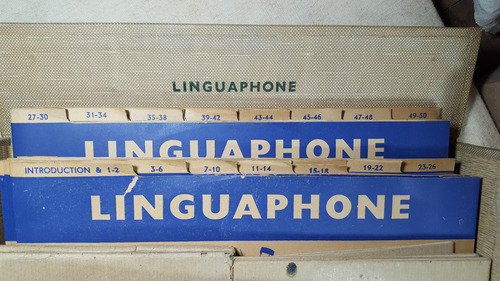 LINGUAPHONE
27-30 31-34 35-38 39-42 43-44 45-46 47-48 49-50
LINGUAPHONE
INTRODUCTION & 1-2 3-6 7-10 11-14 15-18 19-22 23-26
LINGUAPHONE